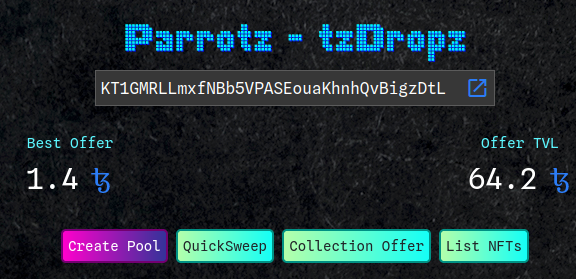 Parrotz - tzDropz
KT1GMRLLmxfNBb5VPASEouaKhnhQvBigzDtL
Best Offer
Offer TVL
1.4 ꜩ
64.2 ꜩ
Create Pool
QuickSweep
Collection Offer
List NFTs